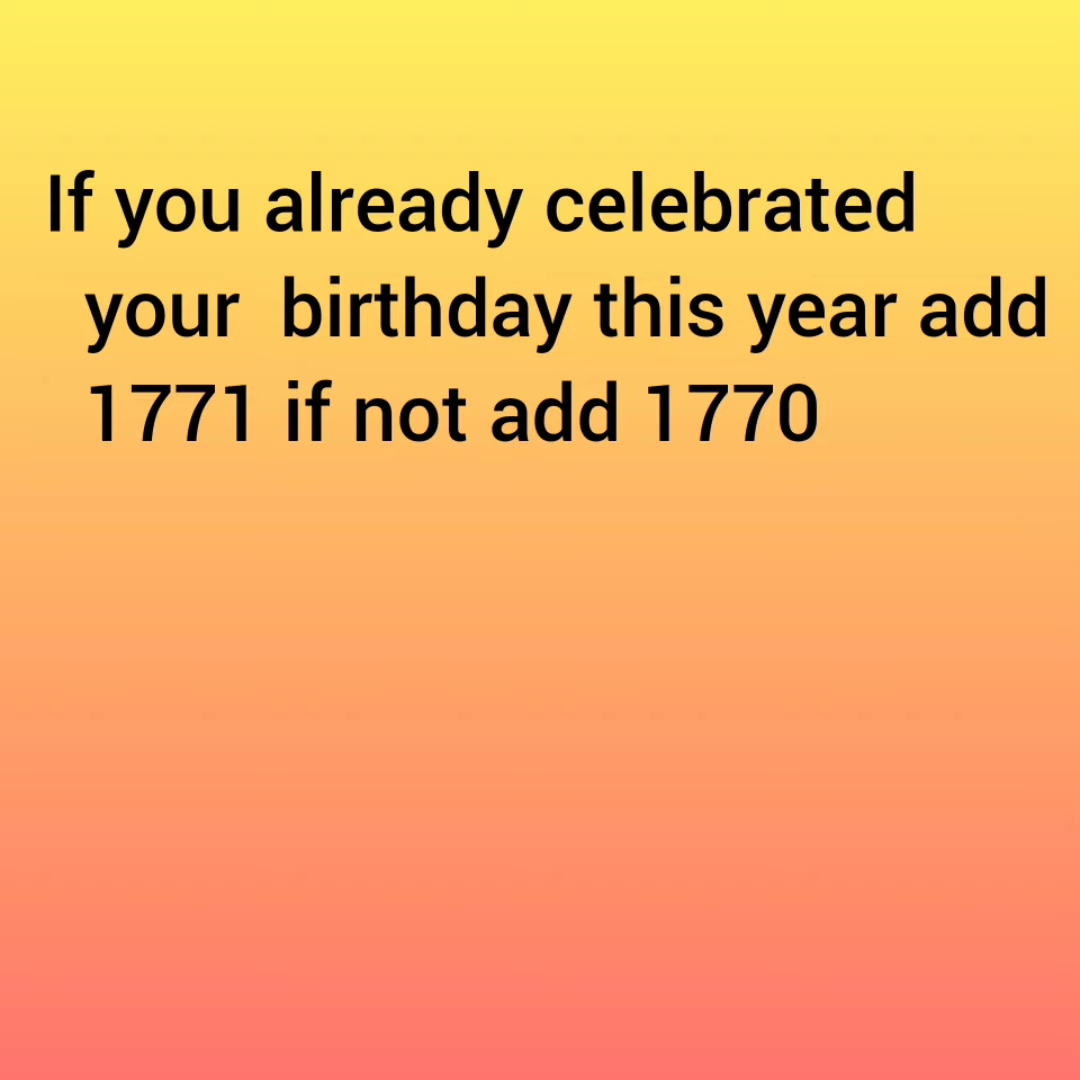 If you already celebrated
your  birthday this year add
1771 if not add 1770